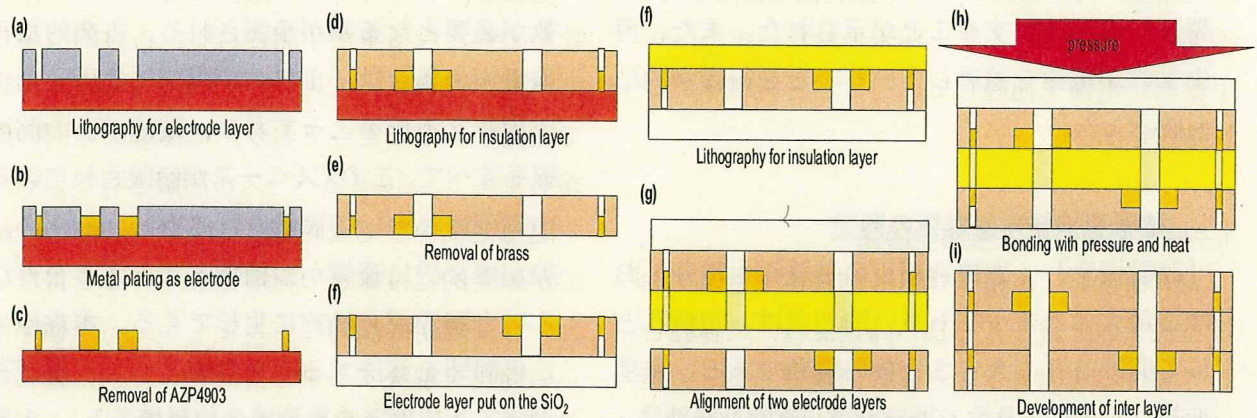 (a)
Lithography for electrode layer
(b)
Metal plating as electrode
(c)
Removal of AZP4903
(d)
Lithography for insulation layer
(e)
Removal of brass
(f)
Electrode layer put on the SiO2
(f)
Lithography for insulation layer
(g)
Alignment of two electrode layers
(h)
pressure
Bonding with pressure and heat
(i)
Development of inter layer